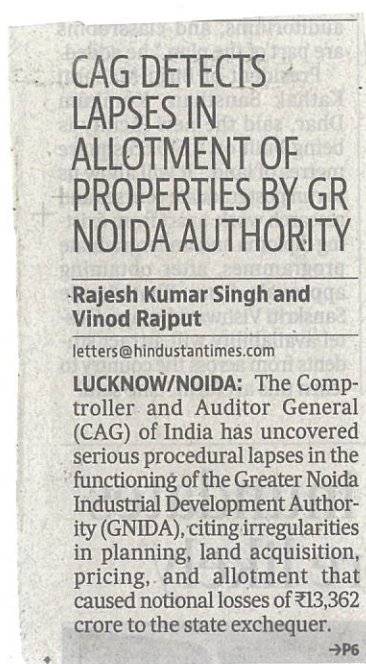 CAG DETECTS
LAPSES IN
ALLOTMENT OF
PROPERTIES BY GR
NOIDA AUTHORITY
Rajesh Kumar Singh and
Vinod Rajput
letters@hindustantimes.com
LUCKNOW/NOIDA: The Comp-
troller and Auditor General
(CAG) of India has uncovered
serious procedural lapses in the
functioning of the Greater Noida
Industrial Development Author-
ity (GNIDA), citing irregularities
in planning, land acquisition,
pricing, and allotment that
caused notional losses of ₹13,362
crore to the state exchequer.
→P6